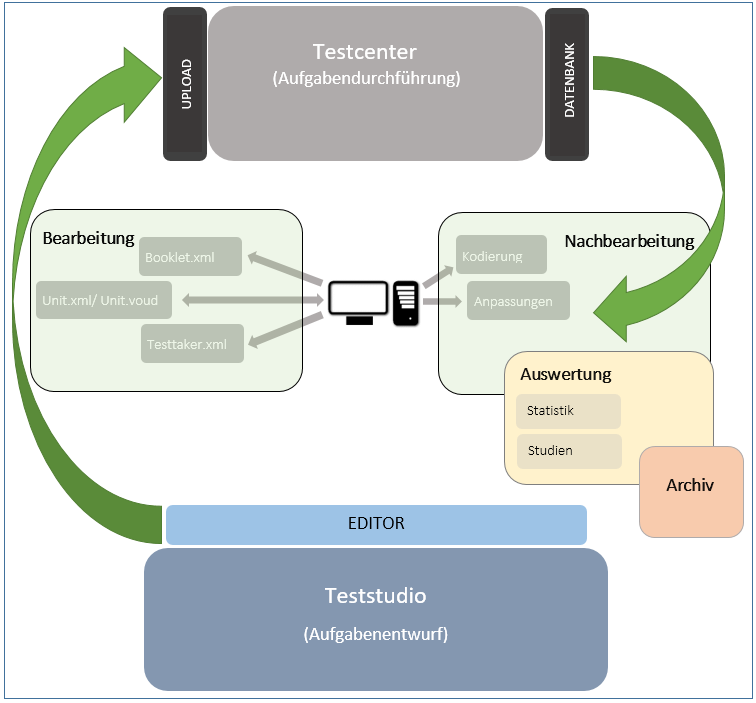 UPLOAD
Testcenter
(Aufgabendurchführung)
DATENBANK
Bearbeitung
Booklet.xml
Unit.xml/ Unit.voud
Testtaker.xml
Nachbearbeitung
Kodierung
Anpassungen
Auswertung
Statistik
Studien
Archiv
EDITOR
Teststudio
(Aufgabenentwurf)